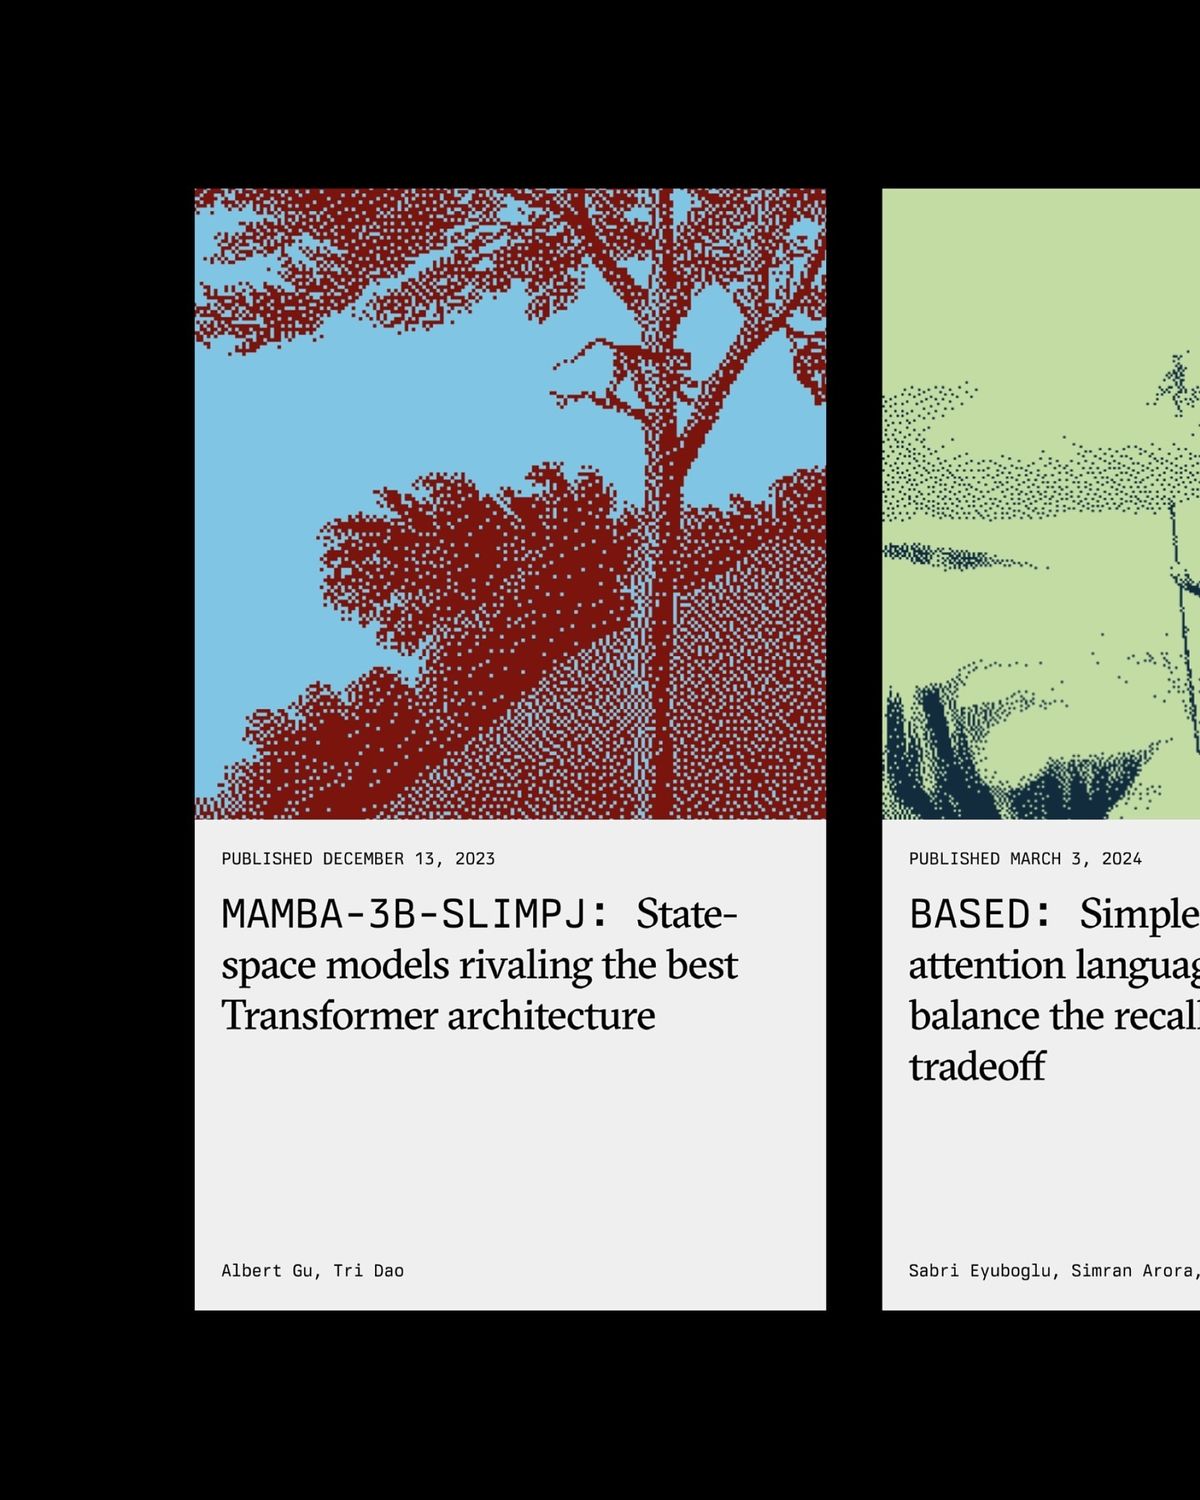 PUBLISHED DECEMBER 13, 2023
MAMBA-3B-SLIMPJ: State-
space models rivaling the best
Transformer architecture
Albert Gu, Tri Dao
PUBLISHED MARCH 3, 2024
BASED: Simple
attention
balance the
tradeoff
Sabri Eyuboglu, Simran Arora,